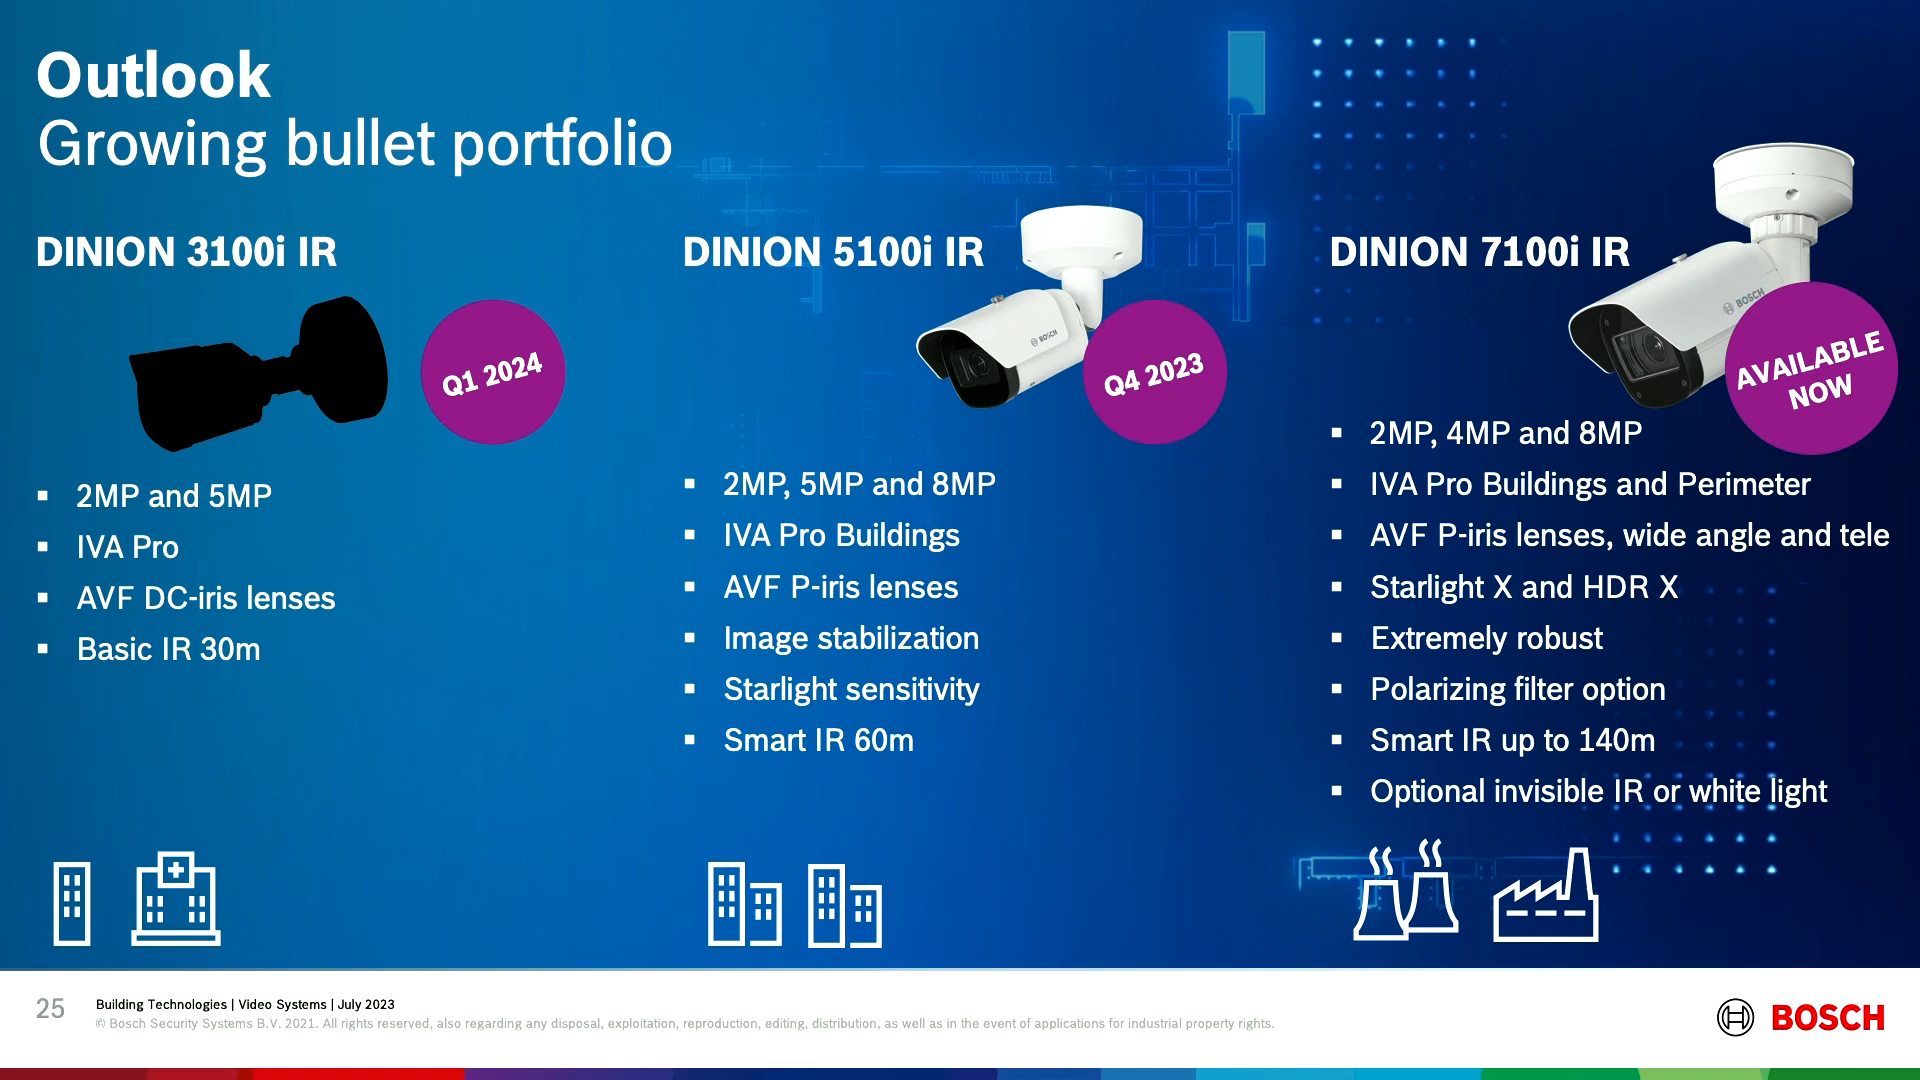 Outlook
Growing bullet portfolio
DINION 3100i IR
Q1 2024
▪ 2MP and 5MP
▪ IVA Pro
▪ AVF DC-iris lenses
▪ Basic IR 30m
DINION 5100i IR
BOSCH
Q4 2023
▪ 2MP, 5MP and 8MP
▪ IVA Pro Buildings
▪ AVF P-iris lenses
▪ Image stabilization
▪ Starlight sensitivity
▪ Smart IR 60m
DINION 7100i IR
BOSCH
AVAILABLE
NOW
▪ 2MP, 4MP and 8MP
▪ IVA Pro Buildings and Perimeter
▪ AVF P-iris lenses, wide angle and tele
▪ Starlight X and HDR X
▪ Extremely robust
▪ Polarizing filter option
▪ Smart IR up to 140m
▪ Optional invisible IR or white light
25
Building Technologies | Video Systems | July 2023
© Bosch Security Systems B.V. 2021. All rights reserved, also regarding any disposal, exploitation, reproduction, editing, distribution, as well as in the event of applications for industrial property rights.
BOSCH